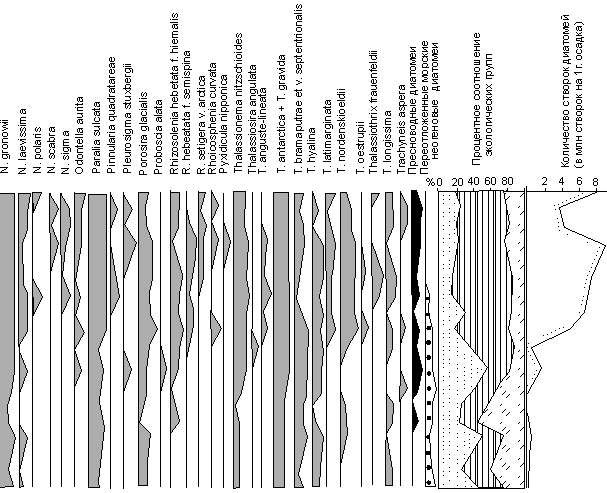 N. gronovii
N. laevissima
N. polaris
N. scabra
N. sigma
Odontella aurita
Paralia sulcata
Pinnularia quadratareae
Pleurosigma stuxbergii
Porosira glacialis
Proboscia alata
Rhizosolenia hebetata f. hiemalis
R. hebetata f. semispina
R. setigera v. arctica
Rhoicosphenia curvata
Pyxidicula nipponica
Thalassionema nitzschioides
Thalassiosira angulata
T. anguste-lineata
T. antarctica + T. gravida
T. bramaputrae et v. septentrionalis
T. hyalina
T. latimarginata
T. nordenskioeldii
T. oestrupii
Thalassiothrix frauenfeldii
T. longissima
Trachyneis aspera
Пресноводные диатомеи
Переотложенные морские
неогеновые диатомеи
Процентное соотношение
экологических групп
Количество створок диатомей
(в млн створок на 1г. осадка)
% 0 20 40 60 80
2 4 6 8